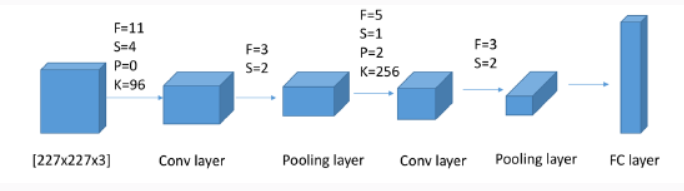 F=11
S=4
P=0
K=96
F=3
S=2
F=5
S=1
P=2
K=256
F=3
S=2
[227x227x3]
Conv layer
Pooling layer
Conv layer
Pooling layer
FC layer